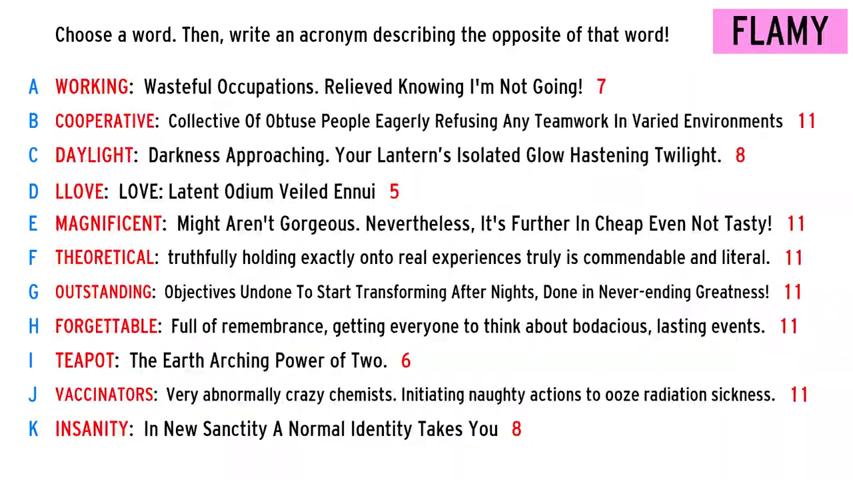 Choose a word. Then, write an acronym describing the opposite of that word!
FLAMY
A WORKING: Wasteful Occupations. Relieved Knowing I'm Not Going! 7
B COOPERATIVE: Collective Of Obtuse People Eagerly Refusing Any Teamwork In Varied Environments 11
C DAYLIGHT: Darkness Approaching. Your Lantern's Isolated Glow Hastening Twilight. 8
D LLOVE: LOVE: Latent Odium Veiled Ennui 5
E MAGNIFICENT: Might Aren't Gorgeous. Nevertheless, It's Further In Cheap Even Not Tasty! 11
F THEORETICAL: truthfully holding exactly onto real experiences truly is commendable and literal. 11
G OUTSTANDING: Objectives Undone To Start Transforming After Nights, Done in Never-ending Greatness! 11
H FORGETTABLE: Full of remembrance, getting everyone to think about bodacious, lasting events. 11
I TEAPOT: The Earth Arching Power of Two. 6
J VACCINATORS: Very abnormally crazy chemists. Initiating naughty actions to ooze radiation sickness. 11
K INSANITY: In New Sanctity A Normal Identity Takes You 8